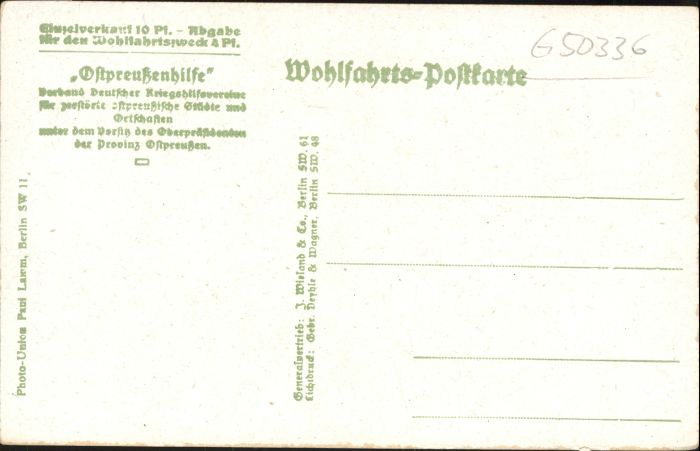 Einzelverkauf 10 Pf. - Abgabe
für den Wohlfahrtszweck 4 Pf.
„Ostpreußenhilfe“
Verband Deutscher Kriegshilfsvereine
für zerstörte ostpreußische Städte und
Ortschaften
unter dem Vorsitz des Oberpräsidenten
der Provinz Ostpreußen.
Photo-Union Paul Lamm, Berlin SW 11.
Wohlfahrts-Postkarte
G50336
Generalvertrieb: J. Wieland & Co., Berlin SW. 61
Lichtdruck: Gebr. Deyhle & Wagner, Berlin SW. 48